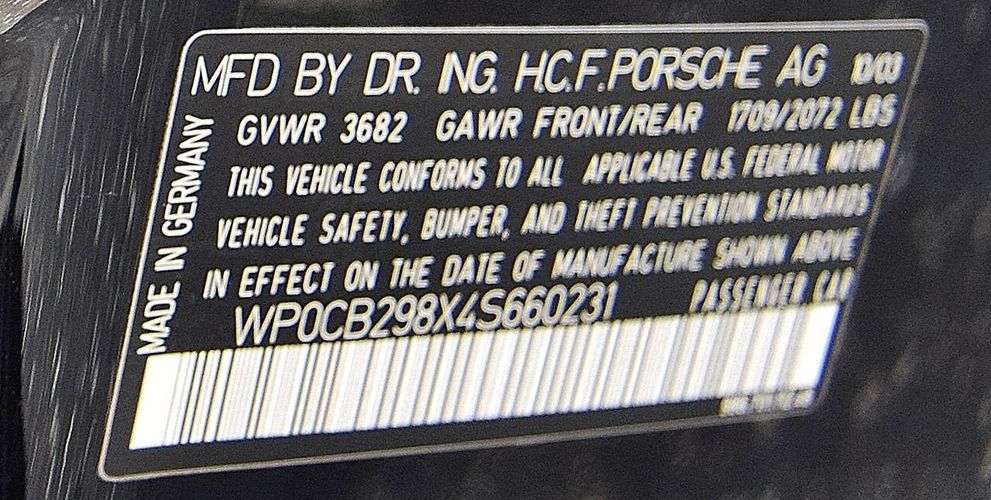 MFD BY DR. ING. H.C.F. PORSCHE AG 10/03
GVWR 3682 GAWR FRONT/REAR 1709/2072 LBS
THIS VEHICLE CONFORMS TO ALL APPLICABLE U.S. FEDERAL MOTOR
VEHICLE SAFETY, BUMPER, AND THEFT PREVENTION STANDARDS
IN EFFECT ON THE DATE OF MANUFACTURE SHOWN ABOVE
WP0CB298X4S660231 PASSENGER CAR
MADE IN GERMANY